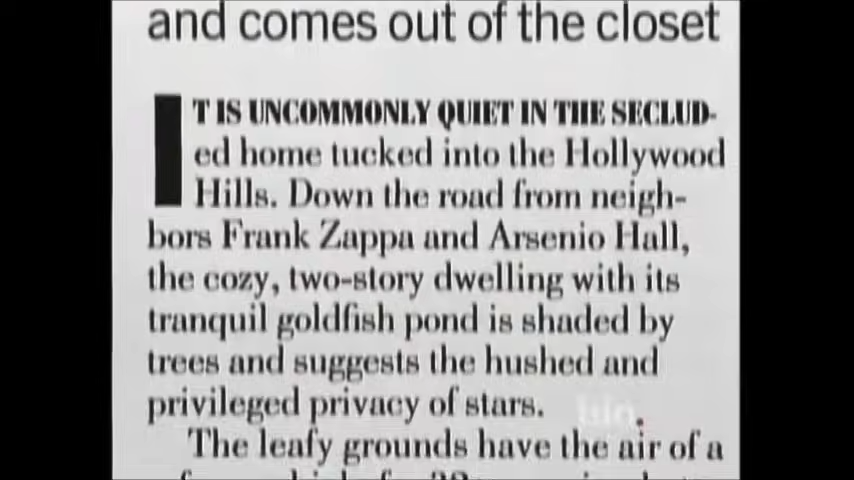 and comes out of the closet
IT IS UNCOMMONLY QUIET IN THE SECLUD-
ed home tucked into the Hollywood
Hills. Down the road from neigh-
bors Frank Zappa and Arsenio Hall,
the cozy, two-story dwelling with its
tranquil goldfish pond is shaded by
trees and suggests the hushed and
privileged privacy of stars.
bio.
The leafy grounds have the air of a